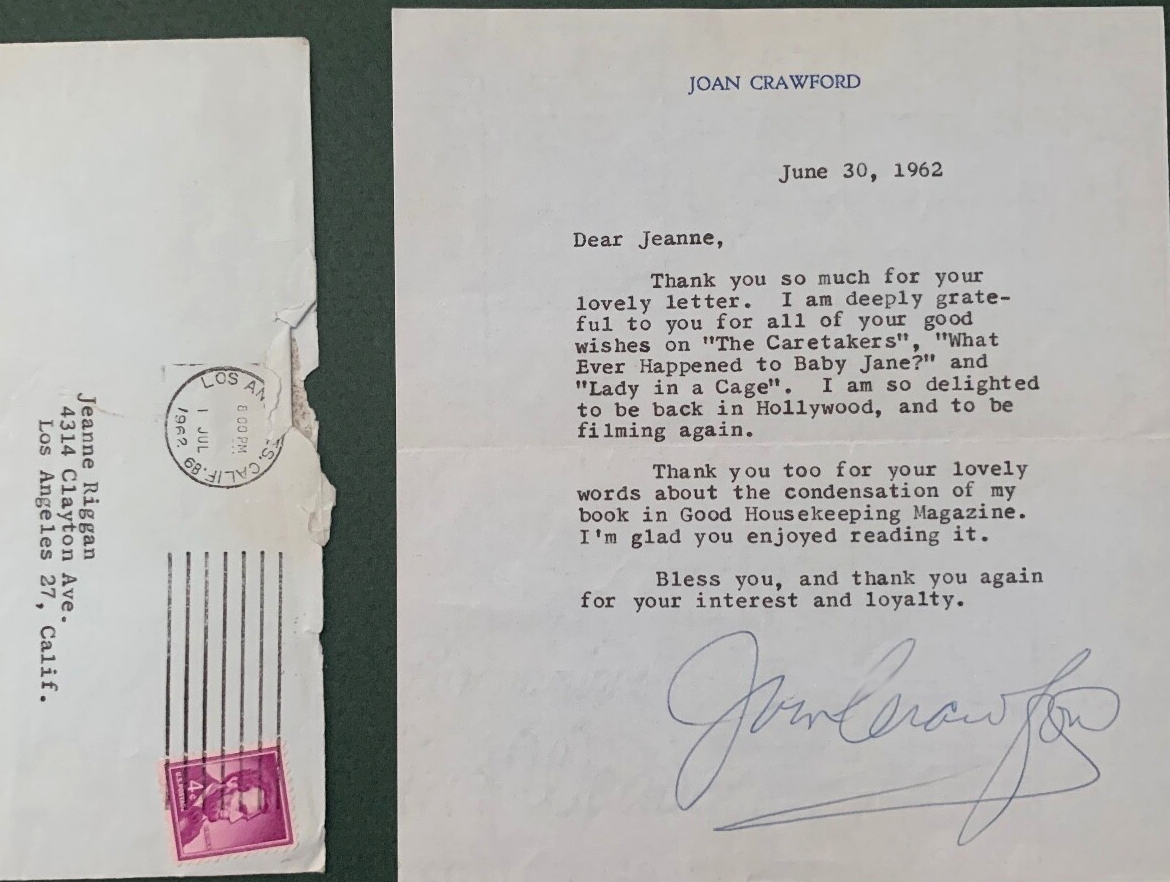 JOAN CRAWFORD
June 30, 1962
Dear Jeanne,
Thank you so much for your
lovely letter. I am deeply grate-
ful to you for all of your good
wishes on "The Caretakers", "What
Ever Happened to Baby Jane?" and
"Lady in a Cage". I am so delighted
to be back in Hollywood, and to be
filming again.
Thank you too for your lovely
words about the condensation of my
book in Good Housekeeping Magazine.
I'm glad you enjoyed reading it.
Bless you, and thank you again
for your interest and loyalty.
Joan Crawford
Jeanne Riggan
4314 Clayton Ave.
Los Angeles 27, Calif.
LOS AN ES, CALIF. 89
8 00 PM
1 JUL
1962
4¢